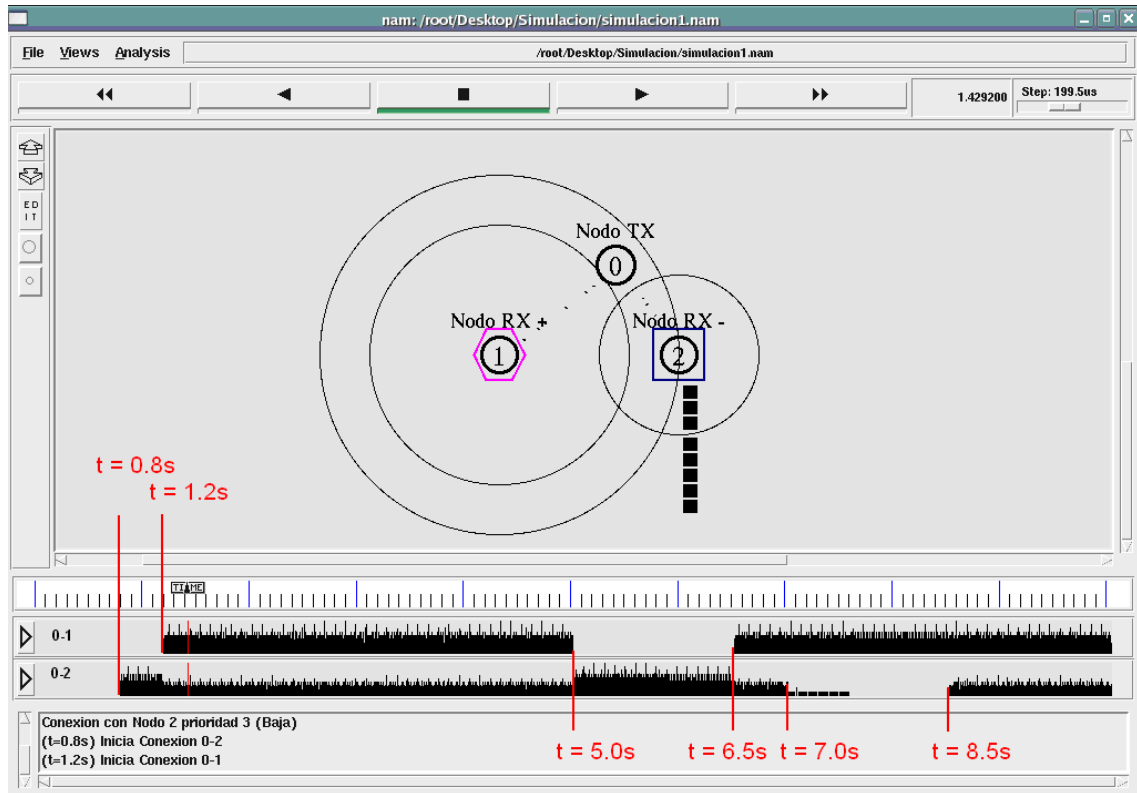 nam: /root/Desktop/Simulacion/simulacion1.nam
File Views Analysis /root/Desktop/Simulacion/simulacion1.nam
1.429200 Step: 199.5us
ED
IT
Nodo TX
0
Nodo RX + Nodo RX -
1 2
t = 0.8s
t = 1.2s
TIME
0-1
0-2
t = 5.0s t = 6.5s t = 7.0s t = 8.5s
Conexion con Nodo 2 prioridad 3 (Baja)
(t=0.8s) Inicia Conexion 0-2
(t=1.2s) Inicia Conexion 0-1